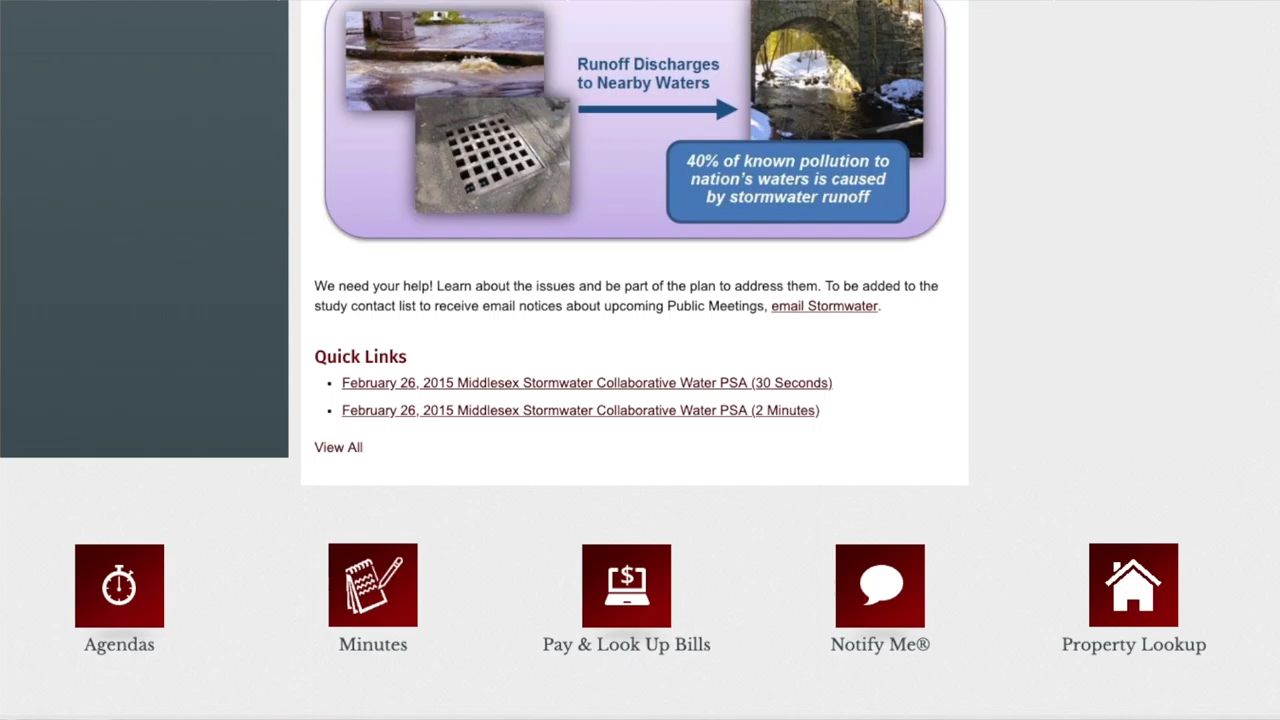 Runoff Discharges
to Nearby Waters
40% of known pollution to
nation's waters is caused
by stormwater runoff
We need your help! Learn about the issues and be part of the plan to address them. To be added to the
study contact list to receive email notices about upcoming Public Meetings, email Stormwater.
Quick Links
• February 26, 2015 Middlesex Stormwater Collaborative Water PSA (30 Seconds)
• February 26, 2015 Middlesex Stormwater Collaborative Water PSA (2 Minutes)
View All
Agendas
Minutes
Pay & Look Up Bills
Notify Me®
Property Lookup